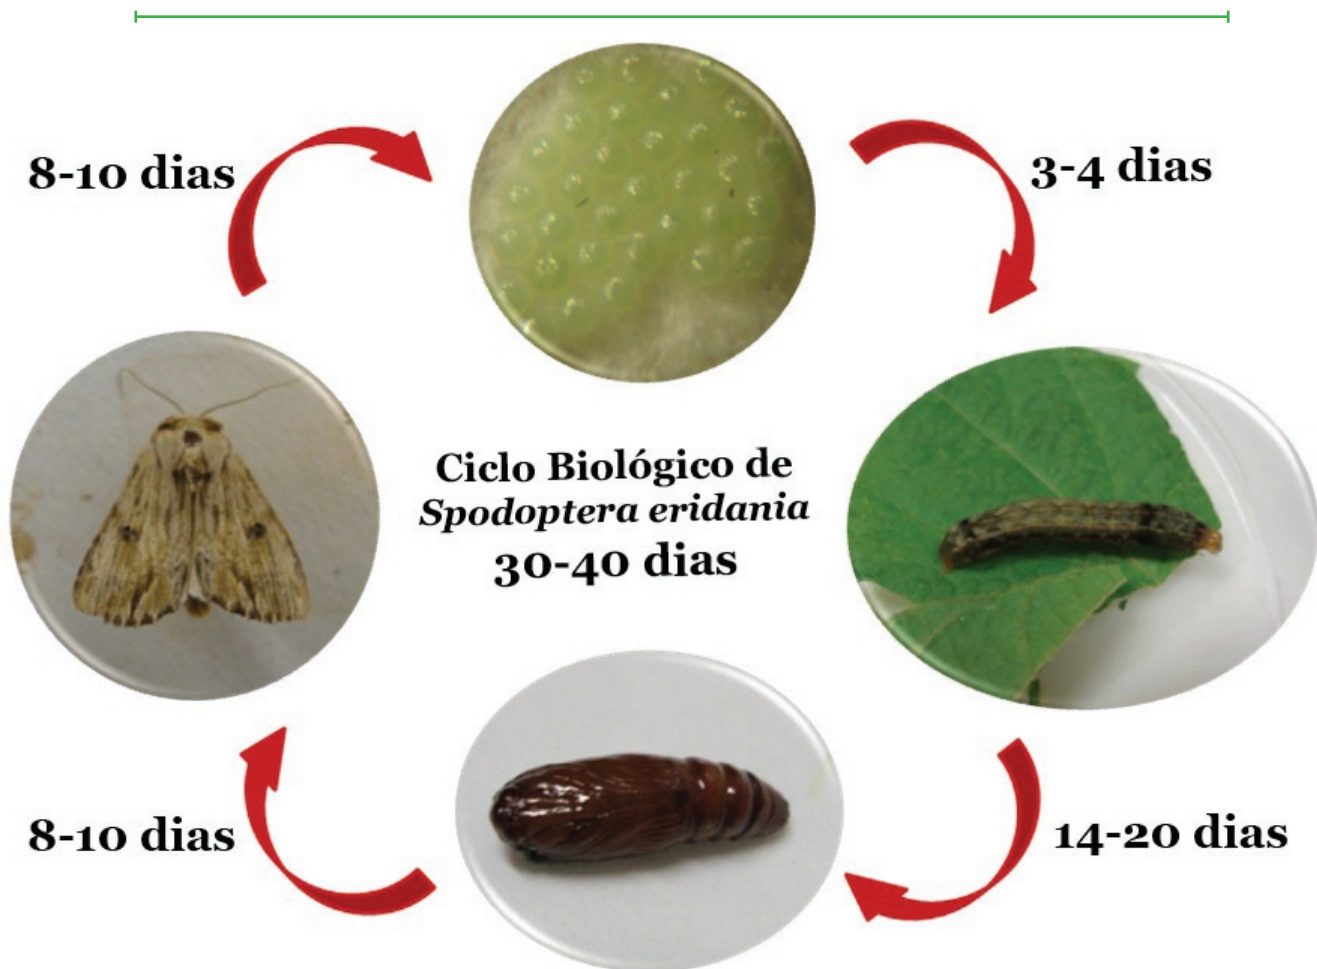 8-10 dias
3-4 dias
Ciclo Biológico de
Spodoptera eridania
30-40 dias
8-10 dias
14-20 dias